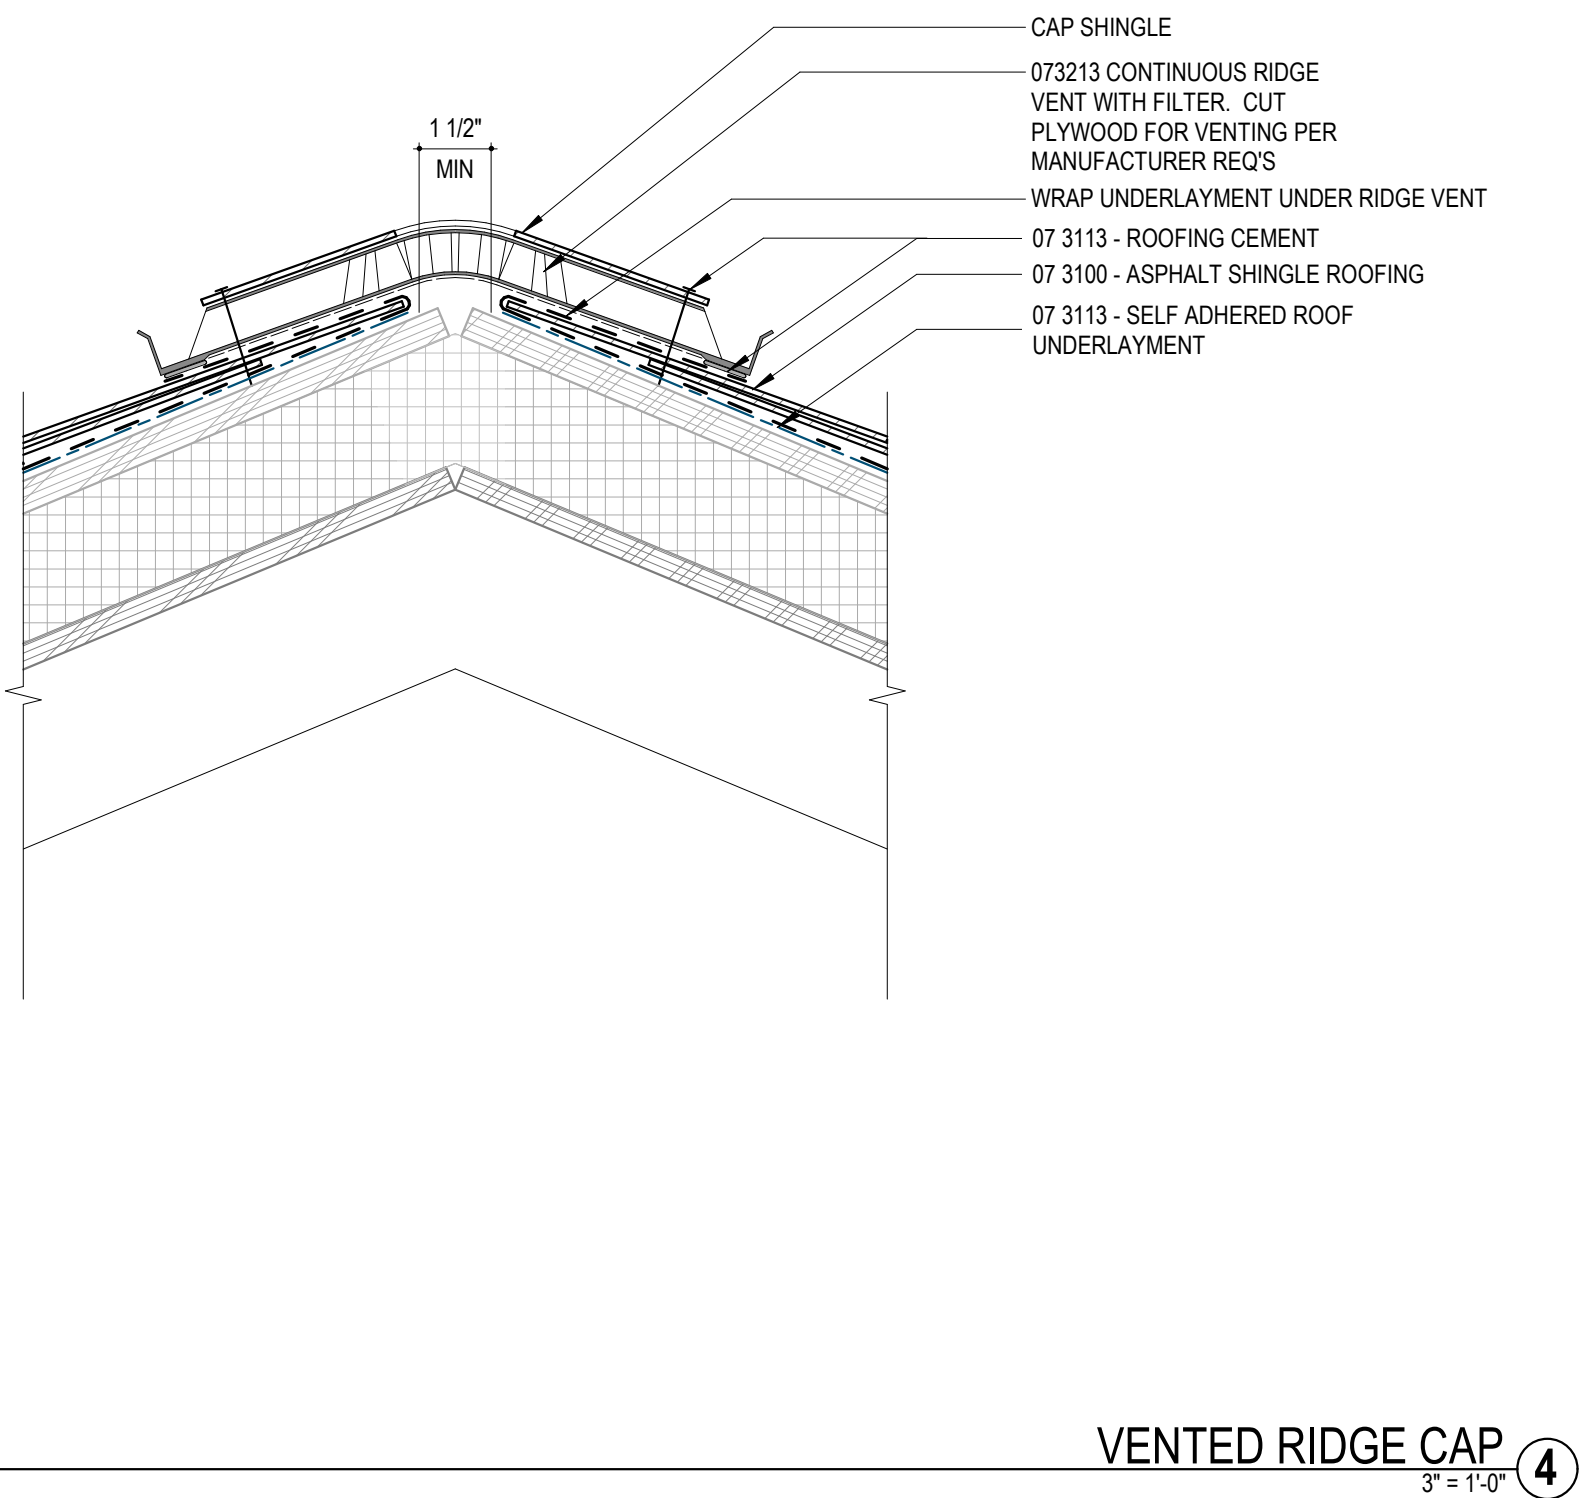 CAP SHINGLE
073213 CONTINUOUS RIDGE
VENT WITH FILTER. CUT
PLYWOOD FOR VENTING PER
MANUFACTURER REQ'S
WRAP UNDERLAYMENT UNDER RIDGE VENT
07 3113 - ROOFING CEMENT
07 3100 - ASPHALT SHINGLE ROOFING
07 3113 - SELF ADHERED ROOF
UNDERLAYMENT
1 1/2"
MIN
VENTED RIDGE CAP
3" = 1'-0"
4